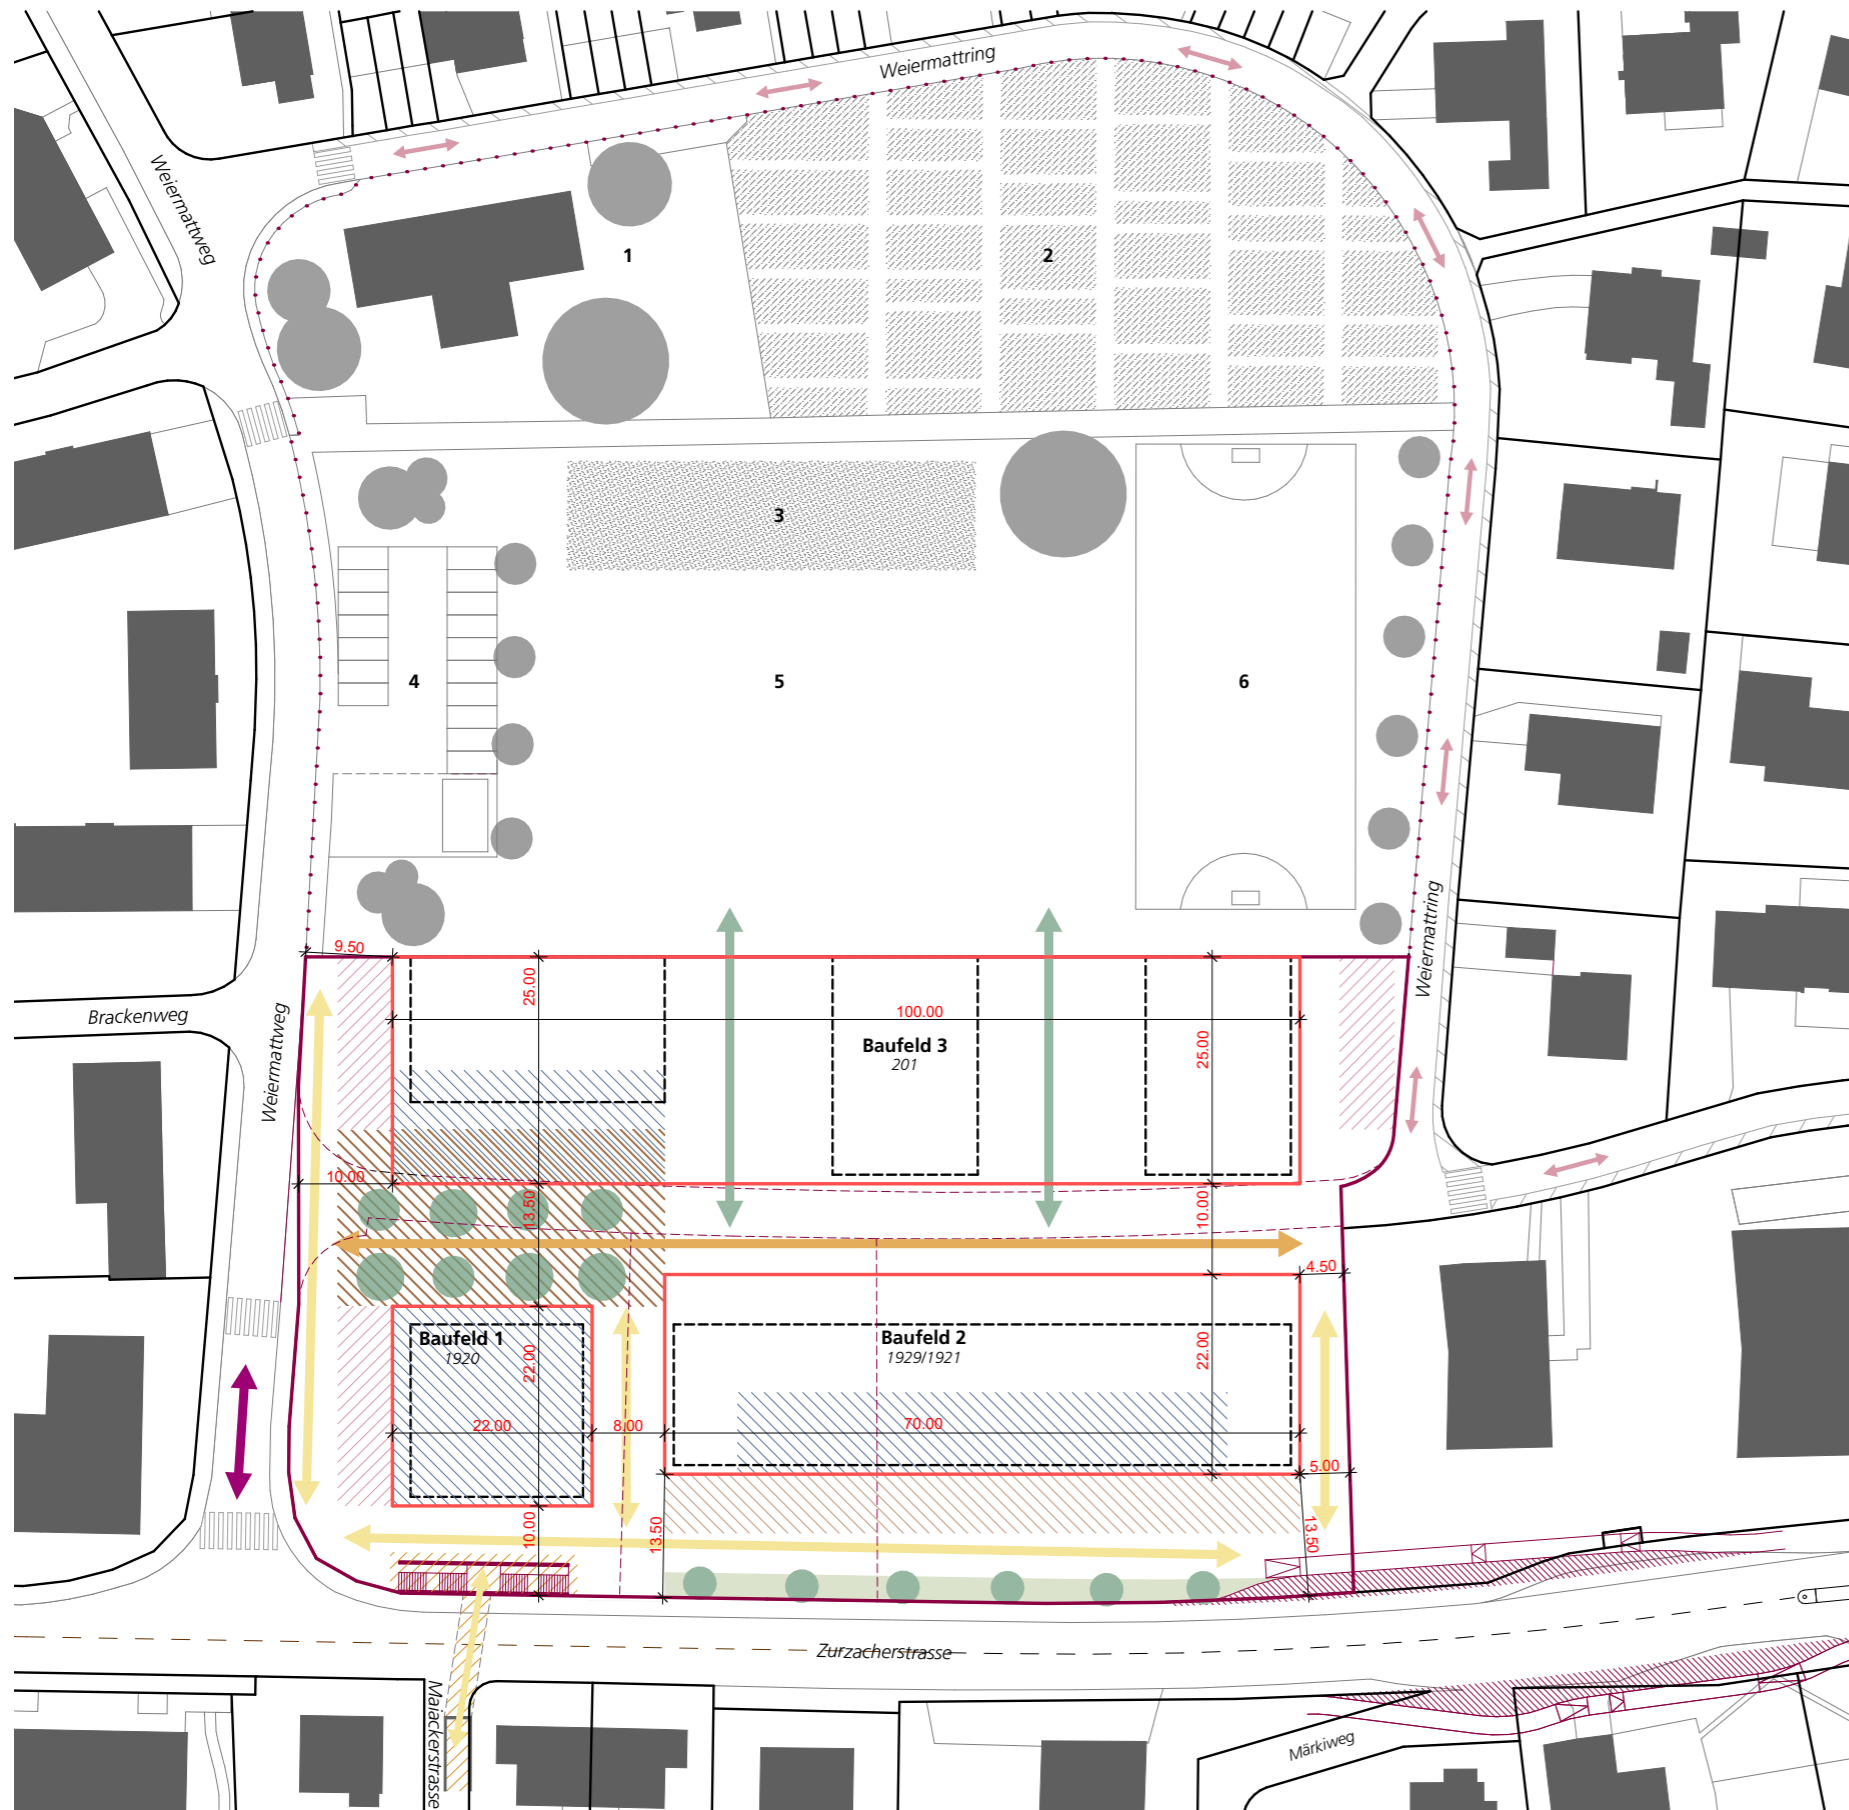 Weiermattring
Weiermattweg
1
2
3
4
5
6
Weiermattring
9.50
25.00
100.00
Baufeld 3
201
25.00
Brackenweg
Weiermattweg
10.00
13.50
10.00
4.50
Baufeld 1
1920
22.00
Baufeld 2
1929/1921
22.00
22.00
8.00
70.00
5.00
10.00
13.50
13.50
Zurzacherstrasse
Maiackerstrasse
Märkiweg